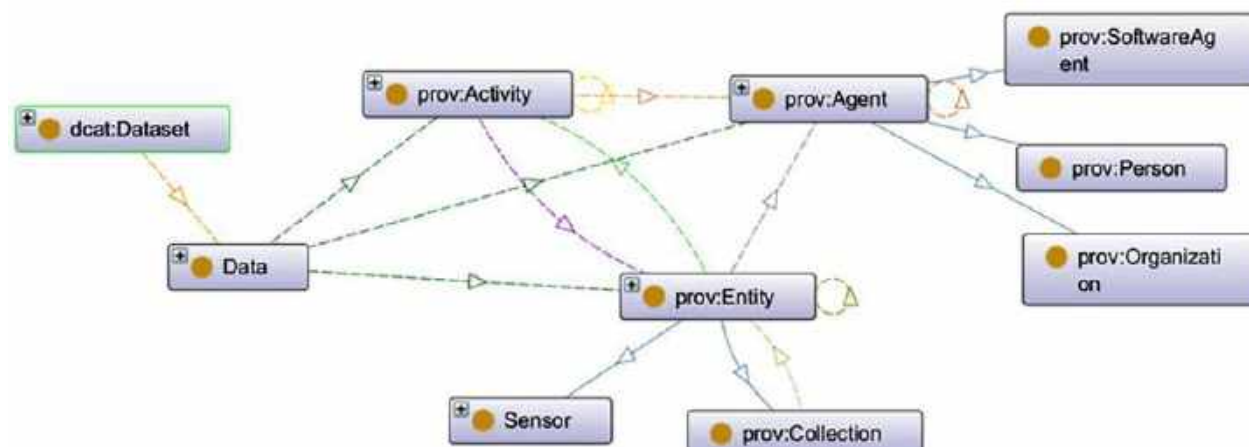 prov:SoftwareAg
ent
prov:Activity
prov:Agent
dcat:Dataset
prov:Person
Data
prov:Organizati
on
prov:Entity
Sensor
prov:Collection